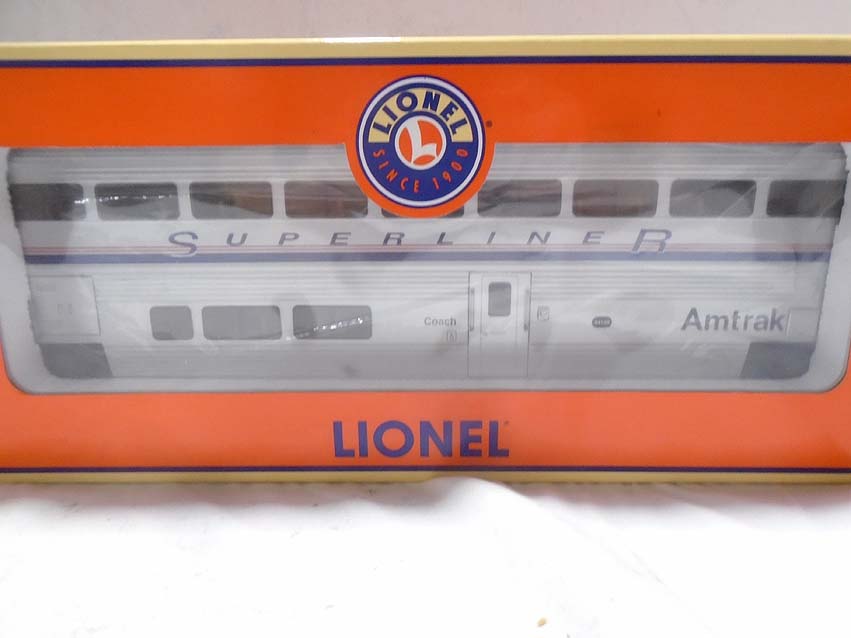 LIONEL
L
SINCE 1900
SUPERLINER
Coach
Amtrak
LIONEL